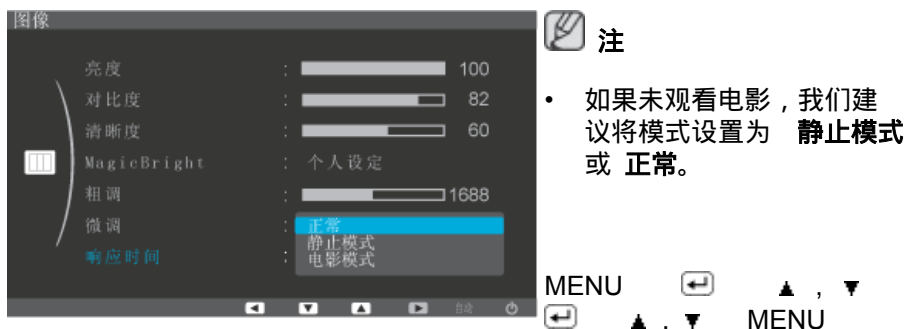 图像
亮度 : 100
对比度 : 82
清晰度 : 60
MagicBright : 个人设定
粗调 : 1688
微调 :
响应时间 :
正常
静止模式
电影模式
自动
注
• 如果未观看电影，我们建
议将模式设置为 静止模式
或 正常。
MENU ▲ , ▼
▲ , ▼ MENU